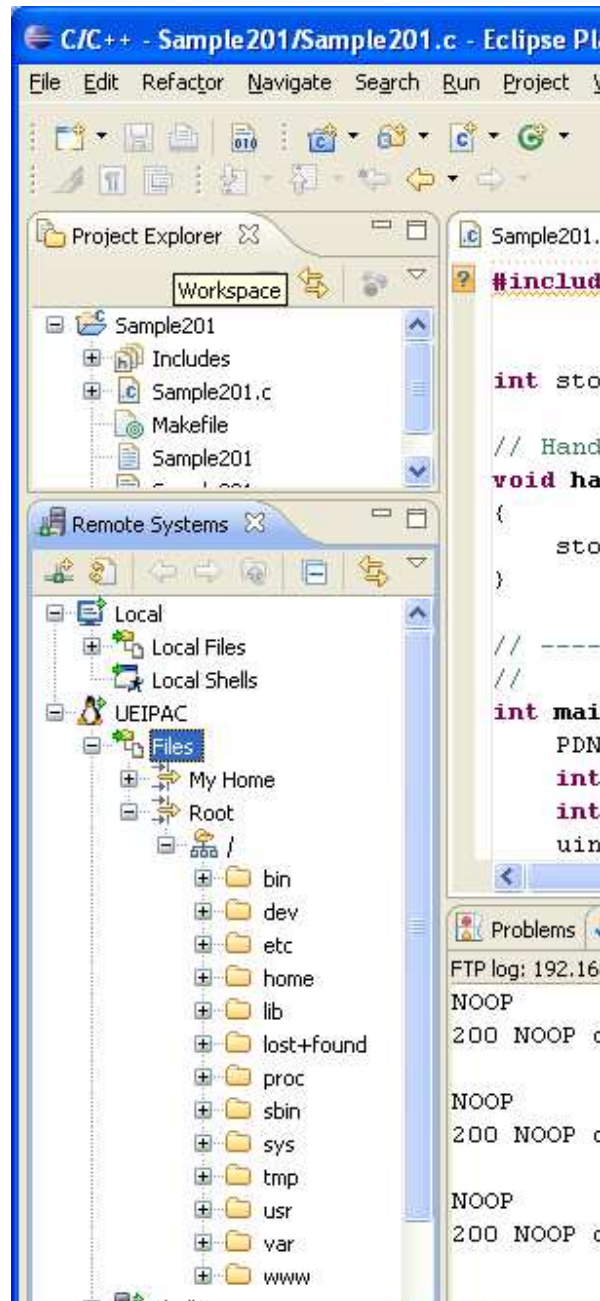 C/C++ - Sample201/Sample201.c - Eclipse Pla
File Edit Refactor Navigate Search Run Project
010
Project Explorer
Workspace
Sample201
Includes
Sample201.c
Makefile
Sample201
Remote Systems
Local
Local Files
Local Shells
UEIPAC
Files
My Home
Root
/
bin
dev
etc
home
lib
lost+found
proc
sbin
sys
tmp
usr
var
www
Sample201.
#includ
int sto
// Hand
void ha
{
sto
}
// ----
//
int mai
PDN
int
int
uin
Problems
FTP log: 192.16
NOOP
200 NOOP
NOOP
200 NOOP
NOOP
200 NOOP